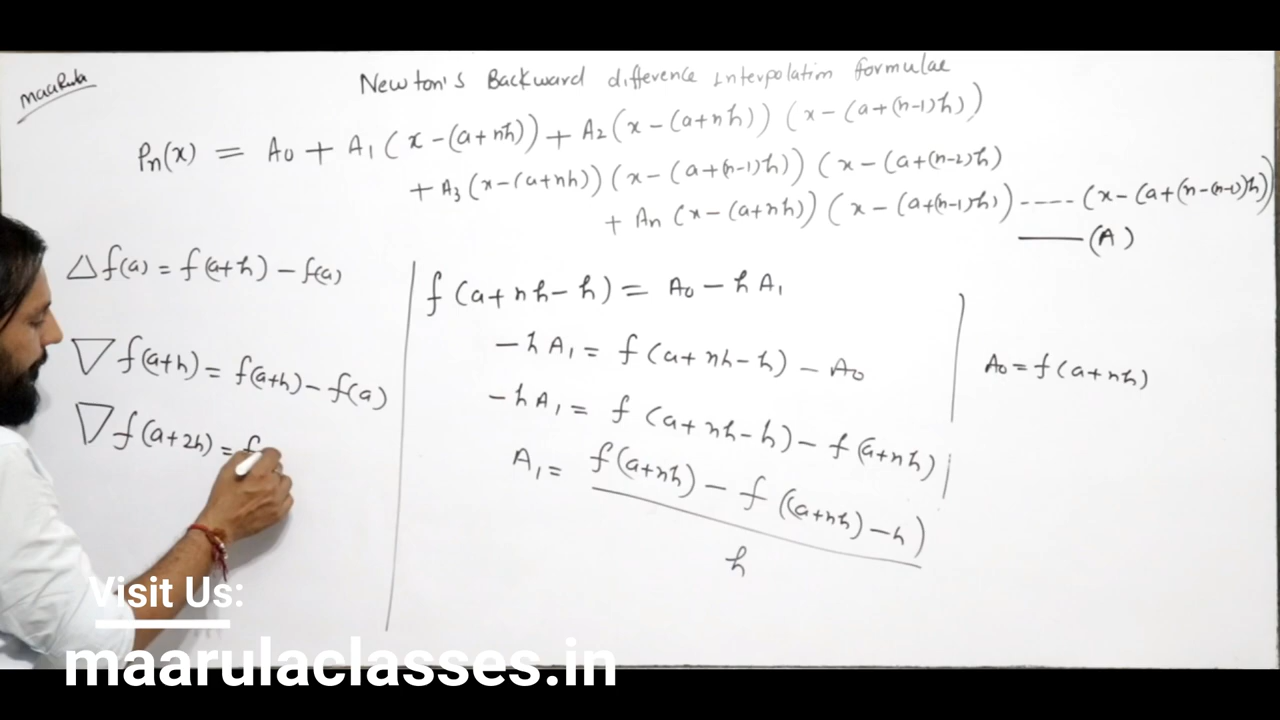 maaRula
Newton's Backward difference interpolation formulae
Pn(x) = A0 + A1 (x-(a+nh)) + A2 (x-(a+nh)) (x-(a+(n-1)h))
+ A3 (x-(a+nh)) (x-(a+(n-1)h)) (x-(a+(n-2)h)
+ An (x-(a+nh)) (x-(a+(n-1)h) ---- (x-(a+(n-(n-1)h))
—— (A)
△f(a) = f(a+h) - f(a)
▽f(a+h) = f(a+h) - f(a)
▽f(a+2h) = f
f(a+nh-h) = A0 - hA1
-hA1 = f(a+nh-h) - A0
-hA1 = f(a+nh-h) - f(a+nh)
A1 = f(a+nh) - f((a+nh)-h)
h
A0 = f(a+nh)
Visit Us:
maarulaclasses.in